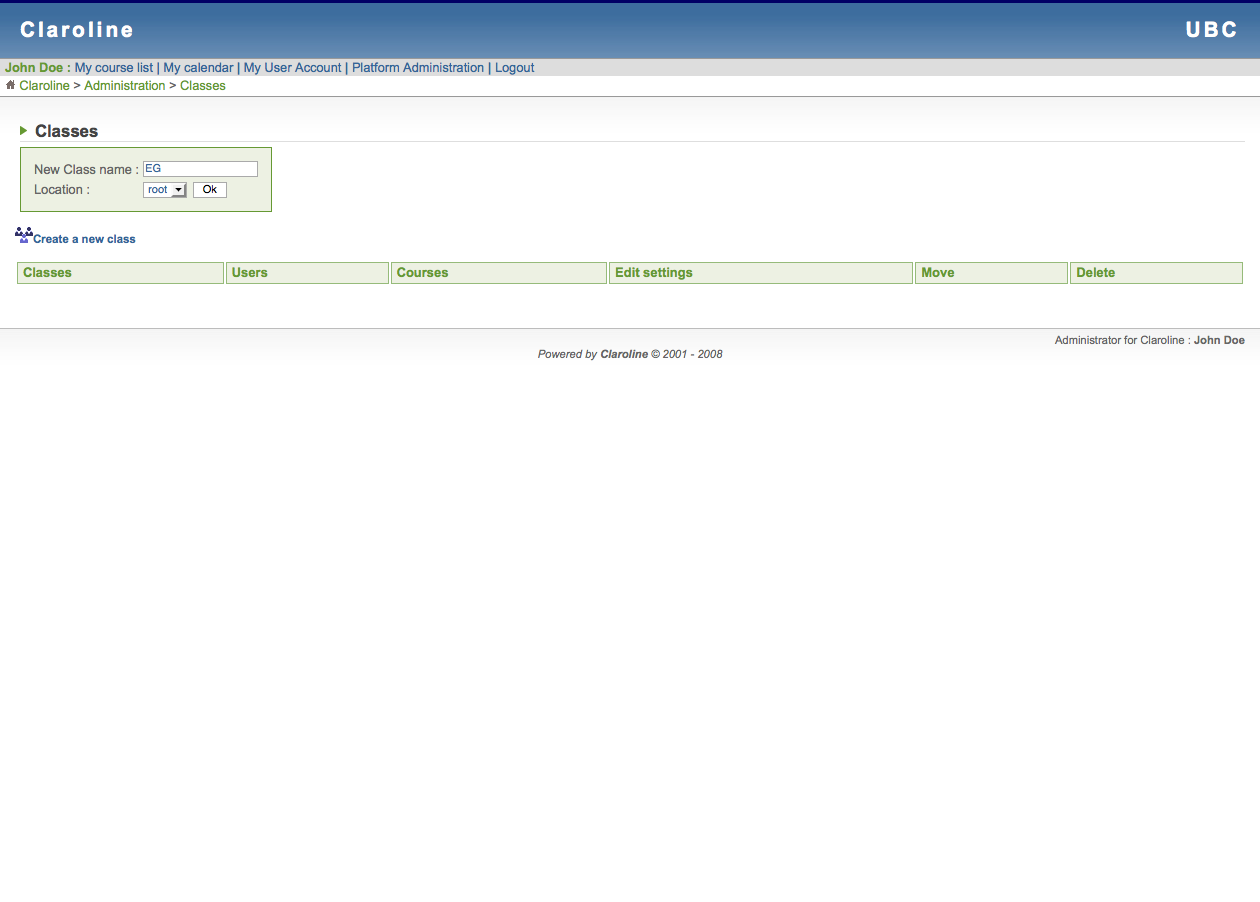 Claroline UBC
John Doe : My course list | My calendar | My User Account | Platform Administration | Logout
Claroline > Administration > Classes
Classes
New Class name : EG
Location : root Ok
Create a new class
Classes Users Courses Edit settings Move Delete
Administrator for Claroline : John Doe
Powered by Claroline © 2001 - 2008